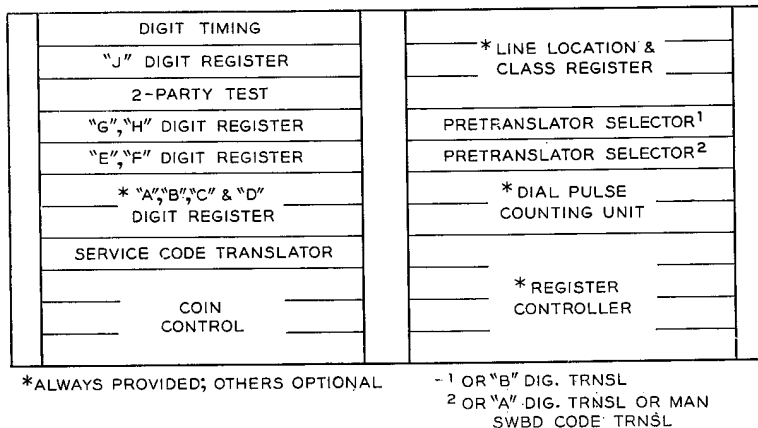 DIGIT TIMING
"J" DIGIT REGISTER
2-PARTY TEST
"G","H" DIGIT REGISTER
"E","F" DIGIT REGISTER
* "A","B","C" & "D"
DIGIT REGISTER
SERVICE CODE TRANSLATOR
COIN
CONTROL
* LINE LOCATION &
CLASS REGISTER
PRETRANSLATOR SELECTOR1
PRETRANSLATOR SELECTOR2
* DIAL PULSE
COUNTING UNIT
* REGISTER
CONTROLLER
*ALWAYS PROVIDED; OTHERS OPTIONAL
1 OR "B" DIG. TRNSL
2 OR "A" DIG. TRNSL OR MAN
SWBD CODE TRNSL